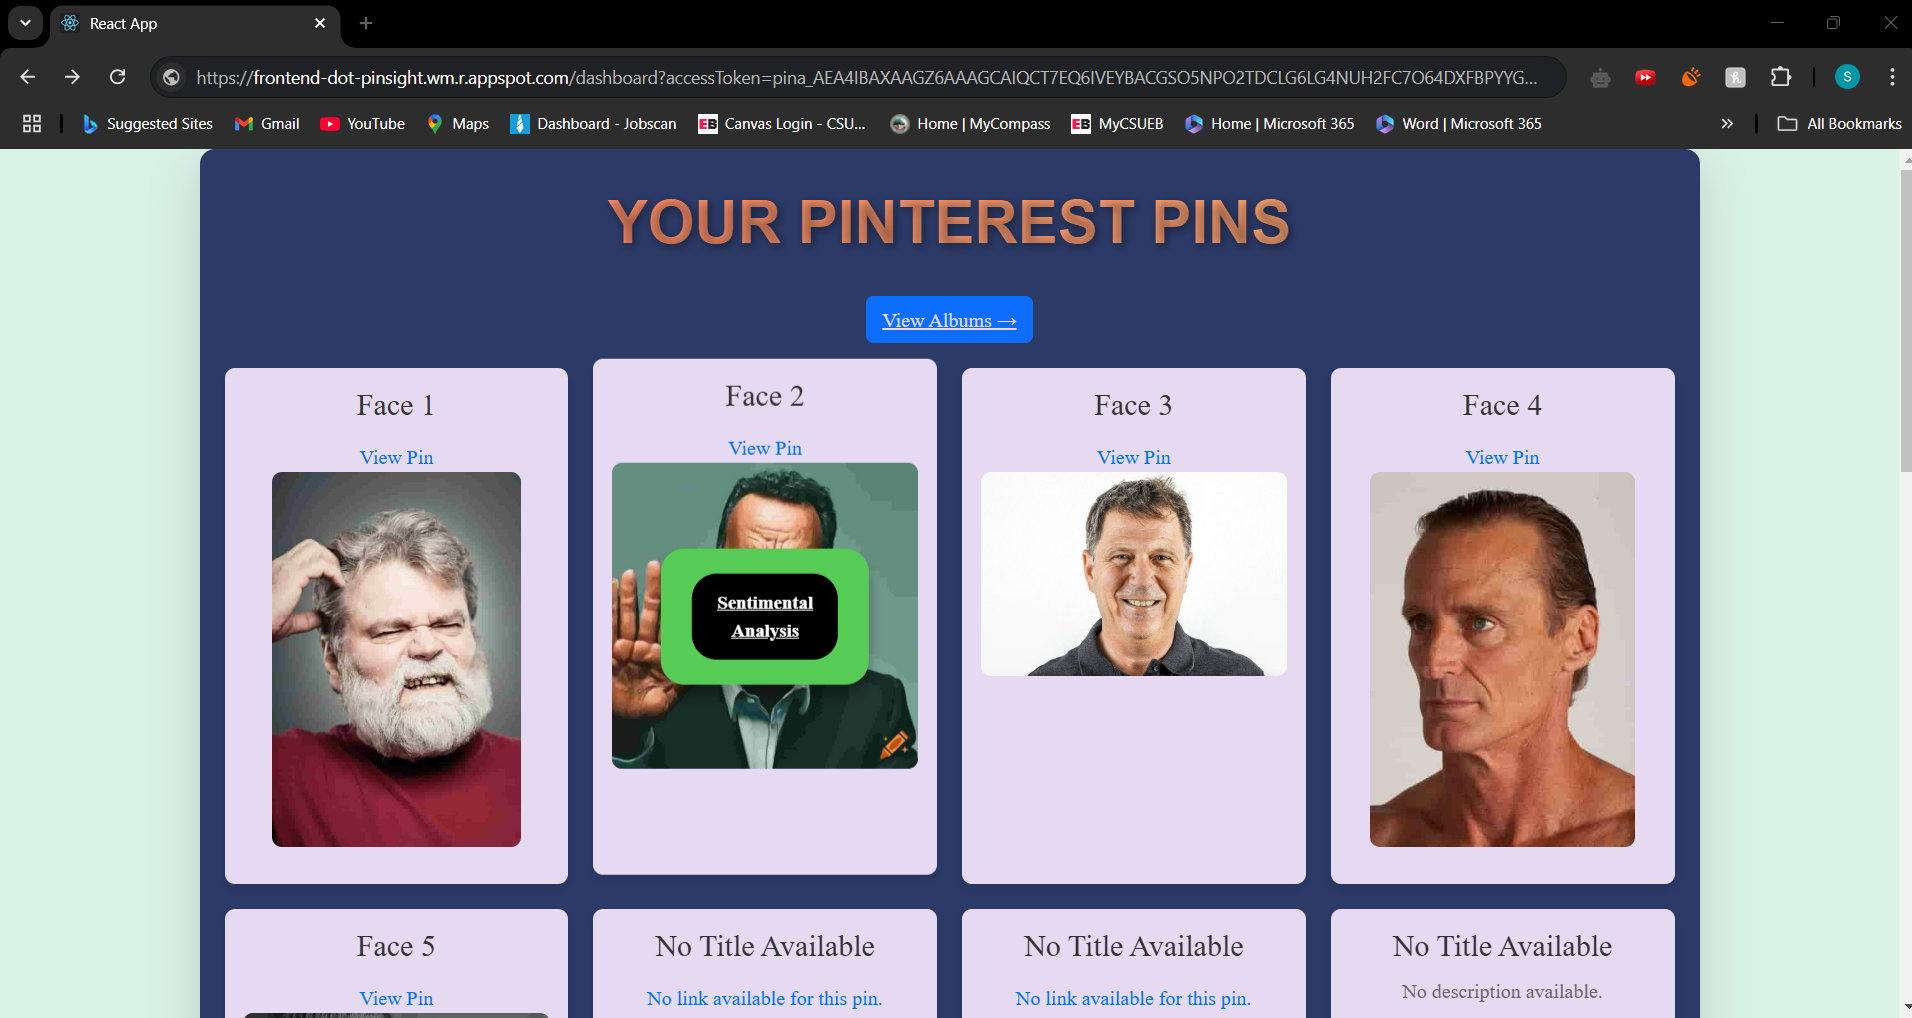 React App
https://frontend-dot-pinsight.wm.r.appspot.com/dashboard?accessToken=pina_AEA4IBAXAAGZ6AAAGCAIQCT7EQ6IVEYBACGSO5NPO2TDCLG6LG4NUH2FC7O64DXFBPYYG...
S
Suggested Sites Gmail YouTube Maps Dashboard - Jobscan EB Canvas Login - CSU... Home | MyCompass EB MyCSUEB Home | Microsoft 365 Word | Microsoft 365 » All Bookmarks
YOUR PINTEREST PINS
View Albums →
Face 1
View Pin
Face 2
View Pin
Sentimental
Analysis
Face 3
View Pin
Face 4
View Pin
Face 5
View Pin
No Title Available
No link available for this pin.
No Title Available
No link available for this pin.
No Title Available
No description available.